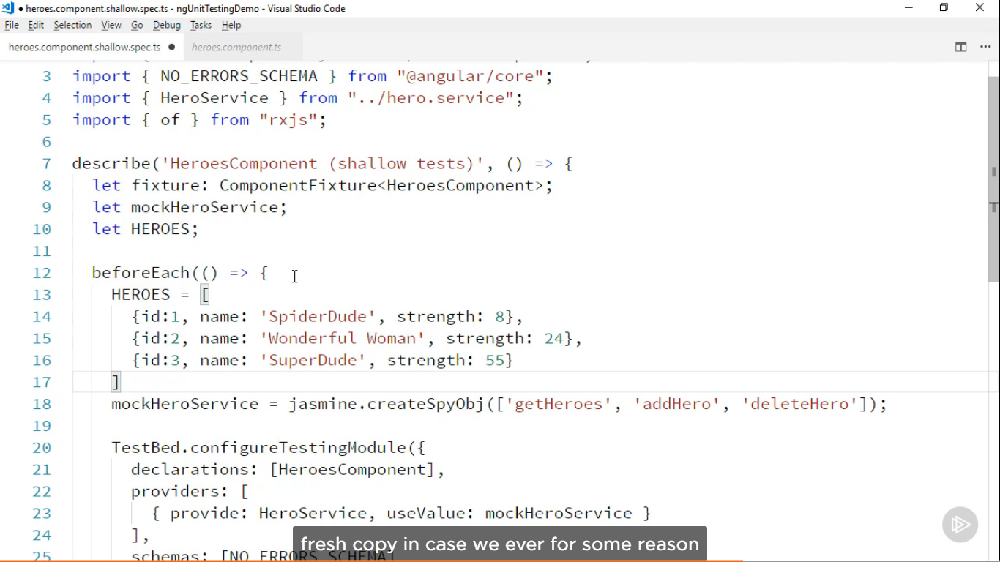 ● heroes.component.shallow.spec.ts - ngUnitTestingDemo - Visual Studio Code
File Edit Selection View Go Debug Tasks Help
heroes.component.shallow.spec.ts ● heroes.component.ts
3 import { NO_ERRORS_SCHEMA } from "@angular/core";
4 import { HeroService } from "../hero.service";
5 import { of } from "rxjs";
6
7 describe('HeroesComponent (shallow tests)', () => {
8 let fixture: ComponentFixture<HeroesComponent>;
9 let mockHeroService;
10 let HEROES;
11
12 beforeEach(() => {
13 HEROES = [
14 {id:1, name: 'SpiderDude', strength: 8},
15 {id:2, name: 'Wonderful Woman', strength: 24},
16 {id:3, name: 'SuperDude', strength: 55}
17 ]
18 mockHeroService = jasmine.createSpyObj(['getHeroes', 'addHero', 'deleteHero']);
19
20 TestBed.configureTestingModule({
21 declarations: [HeroesComponent],
22 providers: [
23 { provide: HeroService, useValue: mockHeroService }
24 ],
25 schemas: [NO_ERRORS_SCHEMA]
fresh copy in case we ever for some reason